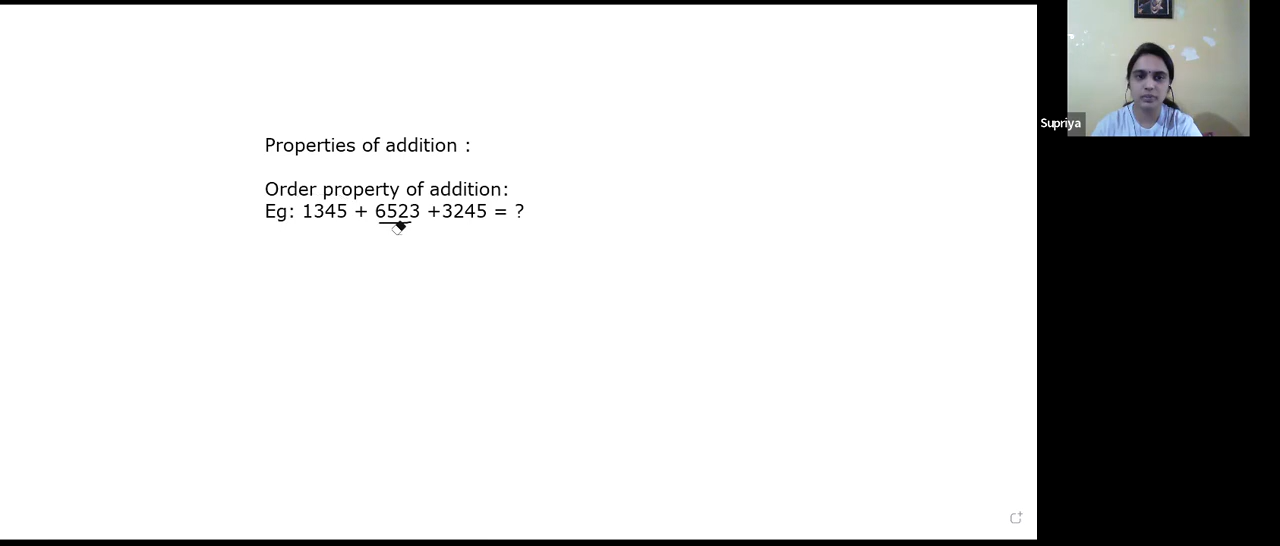 Properties of addition :
Order property of addition:
Eg: 1345 + 6523 +3245 = ?
Supriya